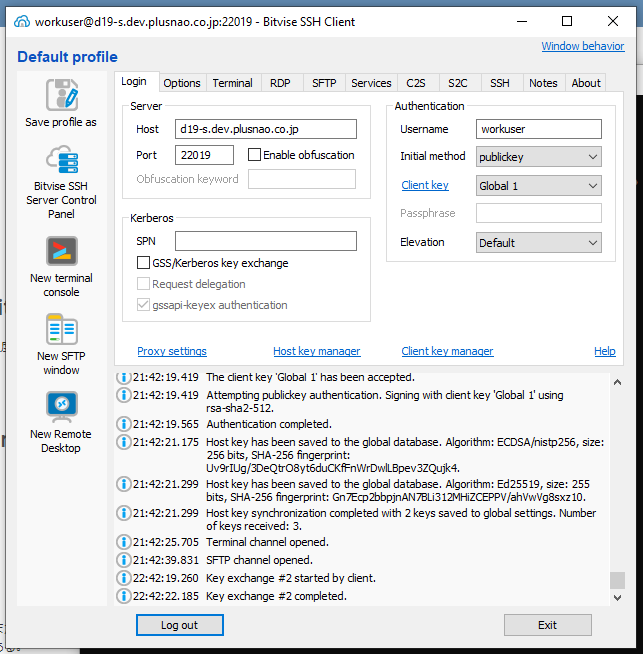 workuser@d19-s.dev.plusnao.co.jp:22019 - Bitvise SSH Client
Default profile
Window behavior
Save profile as
Bitvise SSH
Server Control
Panel
New terminal
console
New SFTP
window
New Remote
Desktop
Login Options Terminal RDP SFTP Services C2S S2C SSH Notes About
Server
Host d19-s.dev.plusnao.co.jp
Port 22019 Enable obfuscation
Obfuscation keyword
Kerberos
SPN
GSS/Kerberos key exchange
Request delegation
gssapi-keyex authentication
Authentication
Username workuser
Initial method publickey
Client key Global 1
Passphrase
Elevation Default
Proxy settings Host key manager Client key manager Help
21:42:19.419 The client key 'Global 1' has been accepted.
21:42:19.419 Attempting publickey authentication. Signing with client key 'Global 1' using
rsa-sha2-512.
21:42:19.565 Authentication completed.
21:42:21.175 Host key has been saved to the global database. Algorithm: ECDSA/nistp256, size:
256 bits, SHA-256 fingerprint:
Uv9rIUg/3DeQtrO8yt6duCKfFnWrDwlLBpev3ZQujk4.
21:42:21.299 Host key has been saved to the global database. Algorithm: Ed25519, size: 255
bits, SHA-256 fingerprint: Gn7Ecp2bbpjnAN7BLi312MHiZCEPPV/ahVwVg8sxz10.
21:42:21.299 Host key synchronization completed with 2 keys saved to global settings. Number
of keys received: 3.
21:42:25.705 Terminal channel opened.
21:42:39.831 SFTP channel opened.
22:42:19.260 Key exchange #2 started by client.
22:42:22.185 Key exchange #2 completed.
Log out Exit